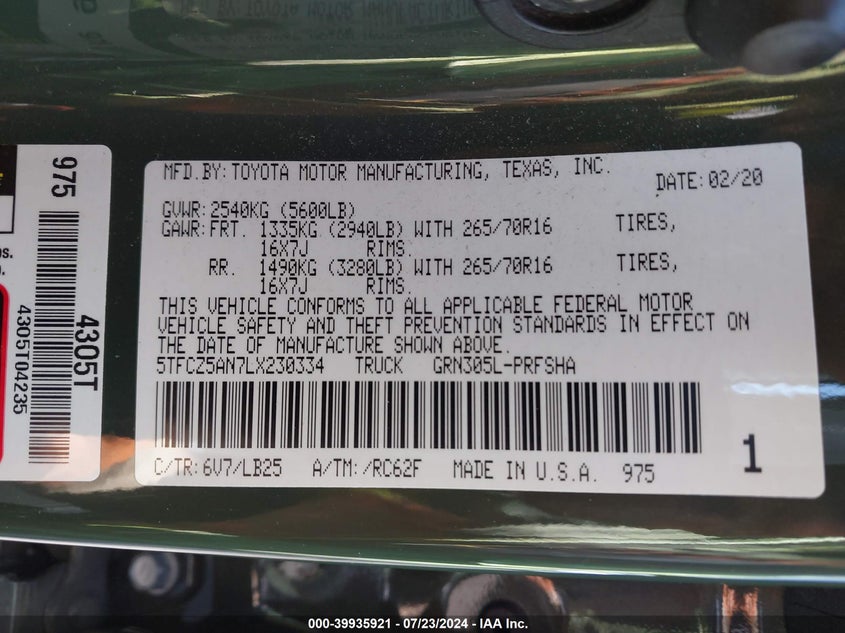 MFD.BY: TOYOTA MOTOR MANUFACTURING, TEXAS, INC.
DATE: 02/20
GVWR: 2540KG (5600LB)
GAWR: FRT. 1335KG (2940LB) WITH 265/70R16 TIRES,
16X7J RIMS.
RR. 1490KG (3280LB) WITH 265/70R16 TIRES,
16X7J RIMS.
THIS VEHICLE CONFORMS TO ALL APPLICABLE FEDERAL MOTOR
VEHICLE SAFETY AND THEFT PREVENTION STANDARDS IN EFFECT ON
THE DATE OF MANUFACTURE SHOWN ABOVE.
5TFCZ5AN7LX230334 TRUCK GRN305L-PRFSHA
C/TR: 6V7/LB25 A/TM: /RC62F MADE IN U.S.A. 975
1
975
4305T
4305T04235
000-39935921 / 07/23/2024 - IAA Inc.